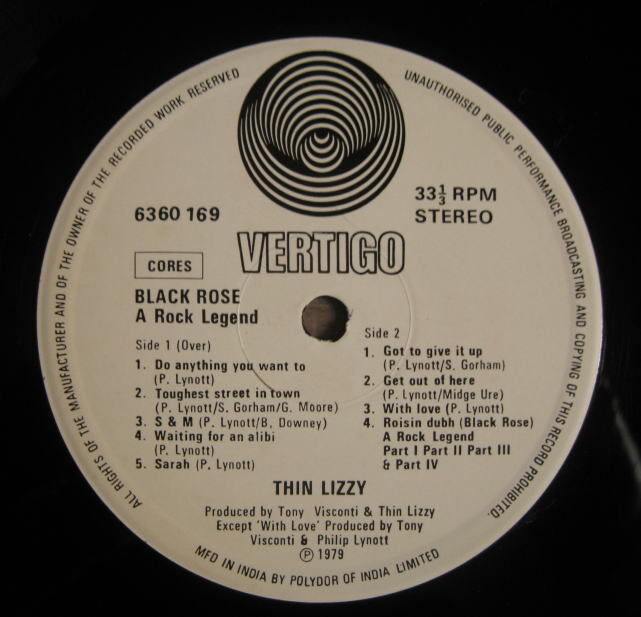 ALL RIGHTS OF THE MANUFACTURER AND OF THE OWNER OF THE RECORDED WORK RESERVED
UNAUTHORISED PUBLIC PERFORMANCE BROADCASTING AND COPYING OF THIS RECORD PROHIBITED.
6360 169
33⅓ RPM
STEREO
VERTIGO
CORES
BLACK ROSE
A Rock Legend
Side 1 (Over)
1. Do anything you want to
(P. Lynott)
2. Toughest street in town
(P. Lynott/S. Gorham/G. Moore)
3. S & M (P. Lynott/B. Downey)
4. Waiting for an alibi
(P. Lynott)
5. Sarah (P. Lynott)
Side 2
1. Got to give it up
(P. Lynott/S. Gorham)
2. Get out of here
(P. Lynott/Midge Ure)
3. With love (P. Lynott)
4. Roisin dubh (Black Rose)
A Rock Legend
Part I Part II Part III
& Part IV
THIN LIZZY
Produced by Tony Visconti & Thin Lizzy
Except 'With Love' Produced by Tony
Visconti & Philip Lynott
℗ 1979
MFD IN INDIA BY POLYDOR OF INDIA LIMITED